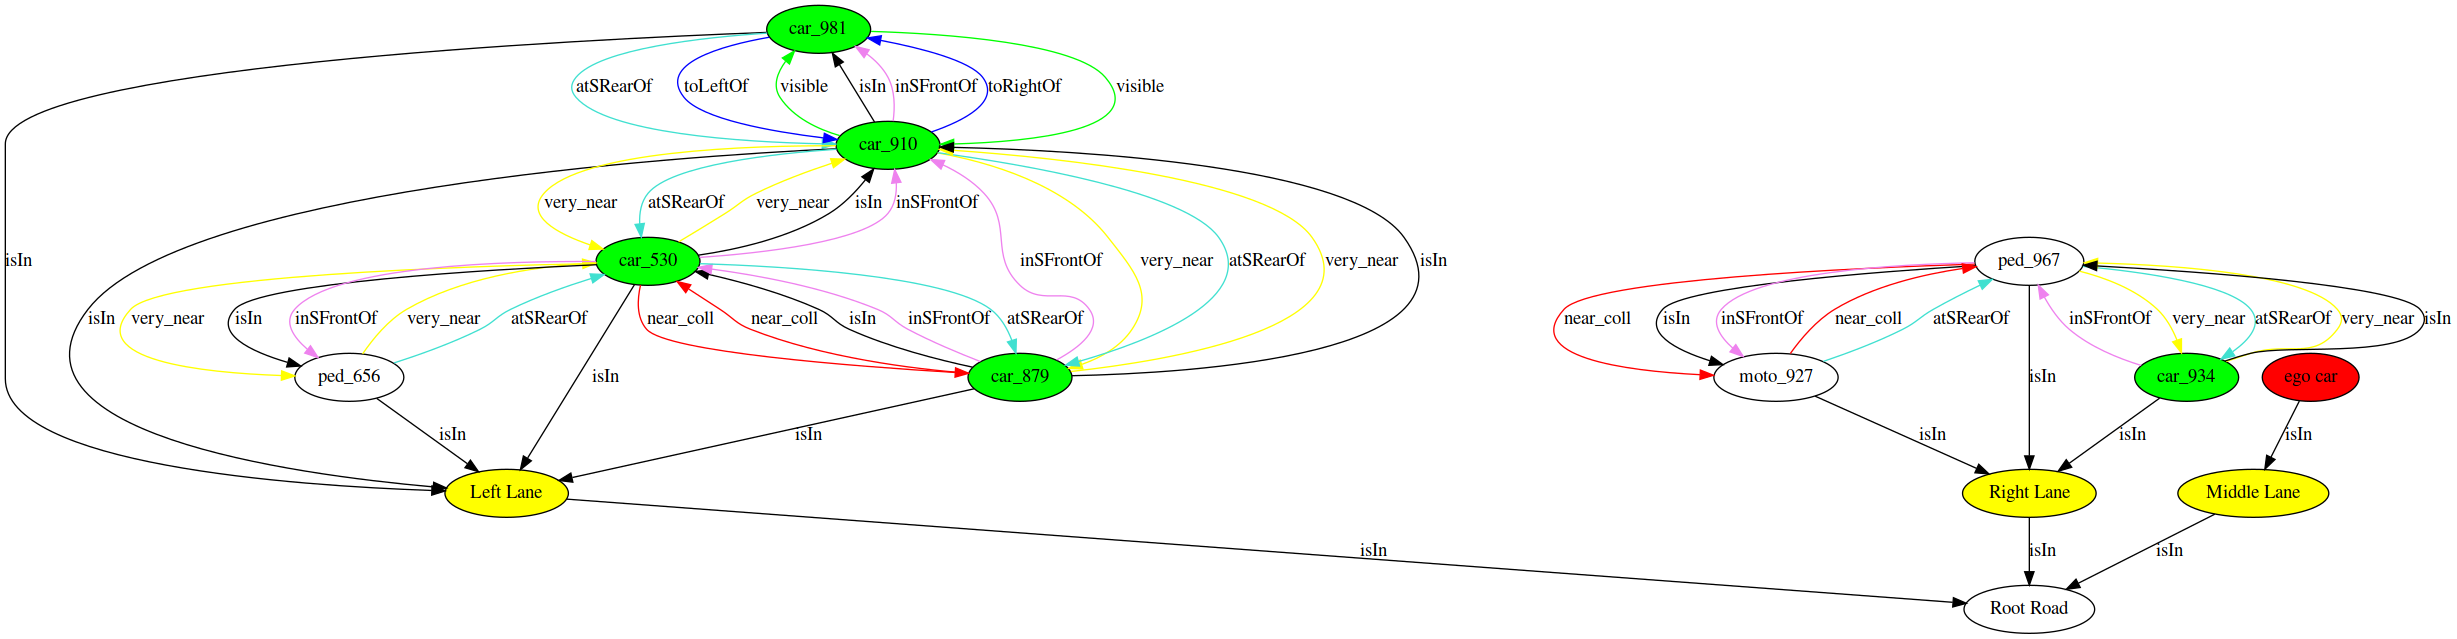 car_981
atSRearOf toLeftOf visible isIn inSFrontOf toRightOf visible
car_910
very_near atSRearOf very_near isIn inSFrontOf
isIn car_530 inSFrontOf very_near atSRearOf very_near isIn ped_967
isIn very_near isIn inSFrontOf very_near atSRearOf near_coll near_coll isIn inSFrontOf atSRearOf near_coll isIn inSFrontOf near_coll atSRearOf inSFrontOf very_near atSRearOf very_near isIn
ped_656 isIn car_879 moto_927 isIn car_934 ego car
isIn isIn isIn isIn isIn
Left Lane Right Lane Middle Lane
isIn isIn isIn
Root Road